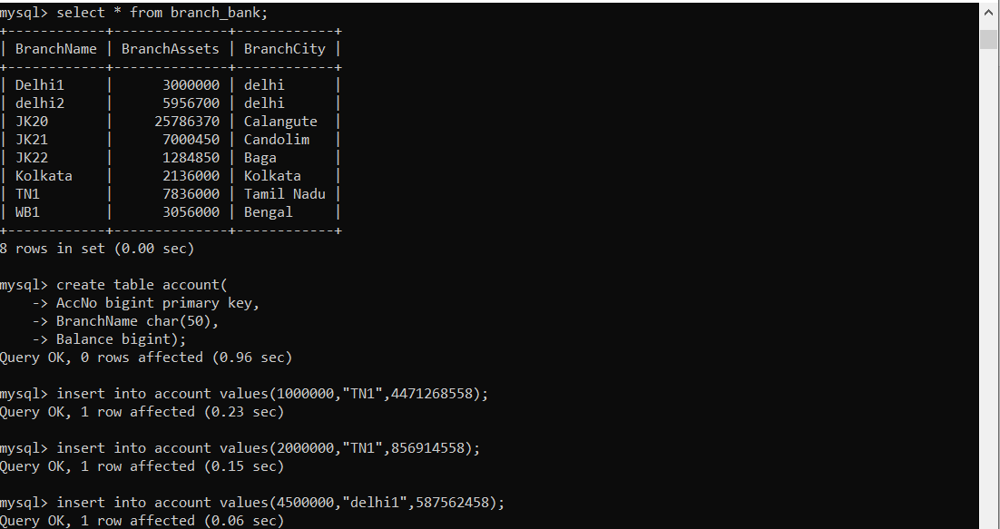 mysql> select * from branch_bank;
+------------+--------------+------------+
| BranchName | BranchAssets | BranchCity |
+------------+--------------+------------+
| Delhi1     |      3000000 | delhi      |
| delhi2     |      5956700 | delhi      |
| JK20       |     25786370 | Calangute  |
| JK21       |      7000450 | Candolim   |
| JK22       |      1284850 | Baga       |
| Kolkata    |      2136000 | Kolkata    |
| TN1        |      7836000 | Tamil Nadu |
| WB1        |      3056000 | Bengal     |
+------------+--------------+------------+
8 rows in set (0.00 sec)

mysql> create table account(
    -> AccNo bigint primary key,
    -> BranchName char(50),
    -> Balance bigint);
Query OK, 0 rows affected (0.96 sec)

mysql> insert into account values(1000000,"TN1",4471268558);
Query OK, 1 row affected (0.23 sec)

mysql> insert into account values(2000000,"TN1",856914558);
Query OK, 1 row affected (0.15 sec)

mysql> insert into account values(4500000,"delhi1",587562458);
Query OK, 1 row affected (0.06 sec)